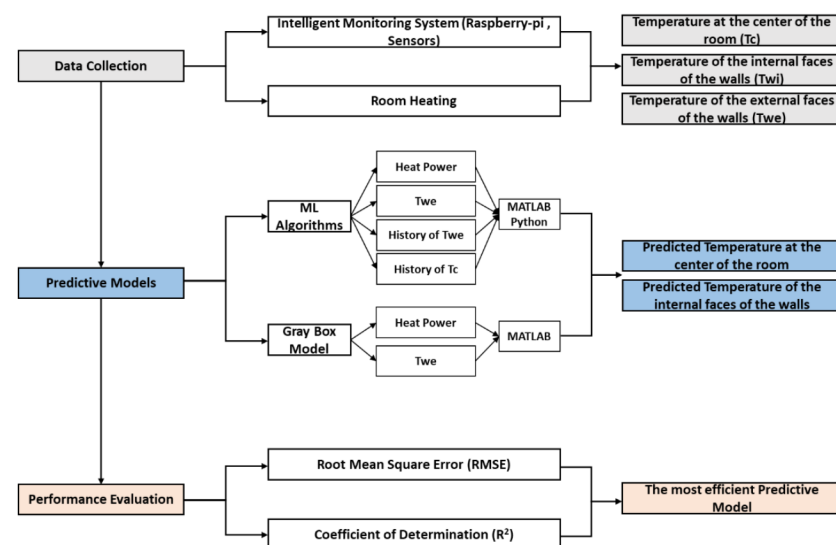 Intelligent Monitoring System (Raspberry-pi ,
Sensors)
Temperature at the center of the
room (Tc)
Data Collection
Temperature of the internal faces
of the walls (Twi)
Room Heating
Temperature of the external faces
of the walls (Twe)
Heat Power
ML
Algorithms
Twe
MATLAB
Python
History of Twe
History of Tc
Predictive Models
Predicted Temperature at the
center of the room
Predicted Temperature of the
internal faces of the walls
Gray Box
Model
Heat Power
Twe
MATLAB
Root Mean Square Error (RMSE)
Performance Evaluation
The most efficient Predictive
Model
Coefficient of Determination (R²)